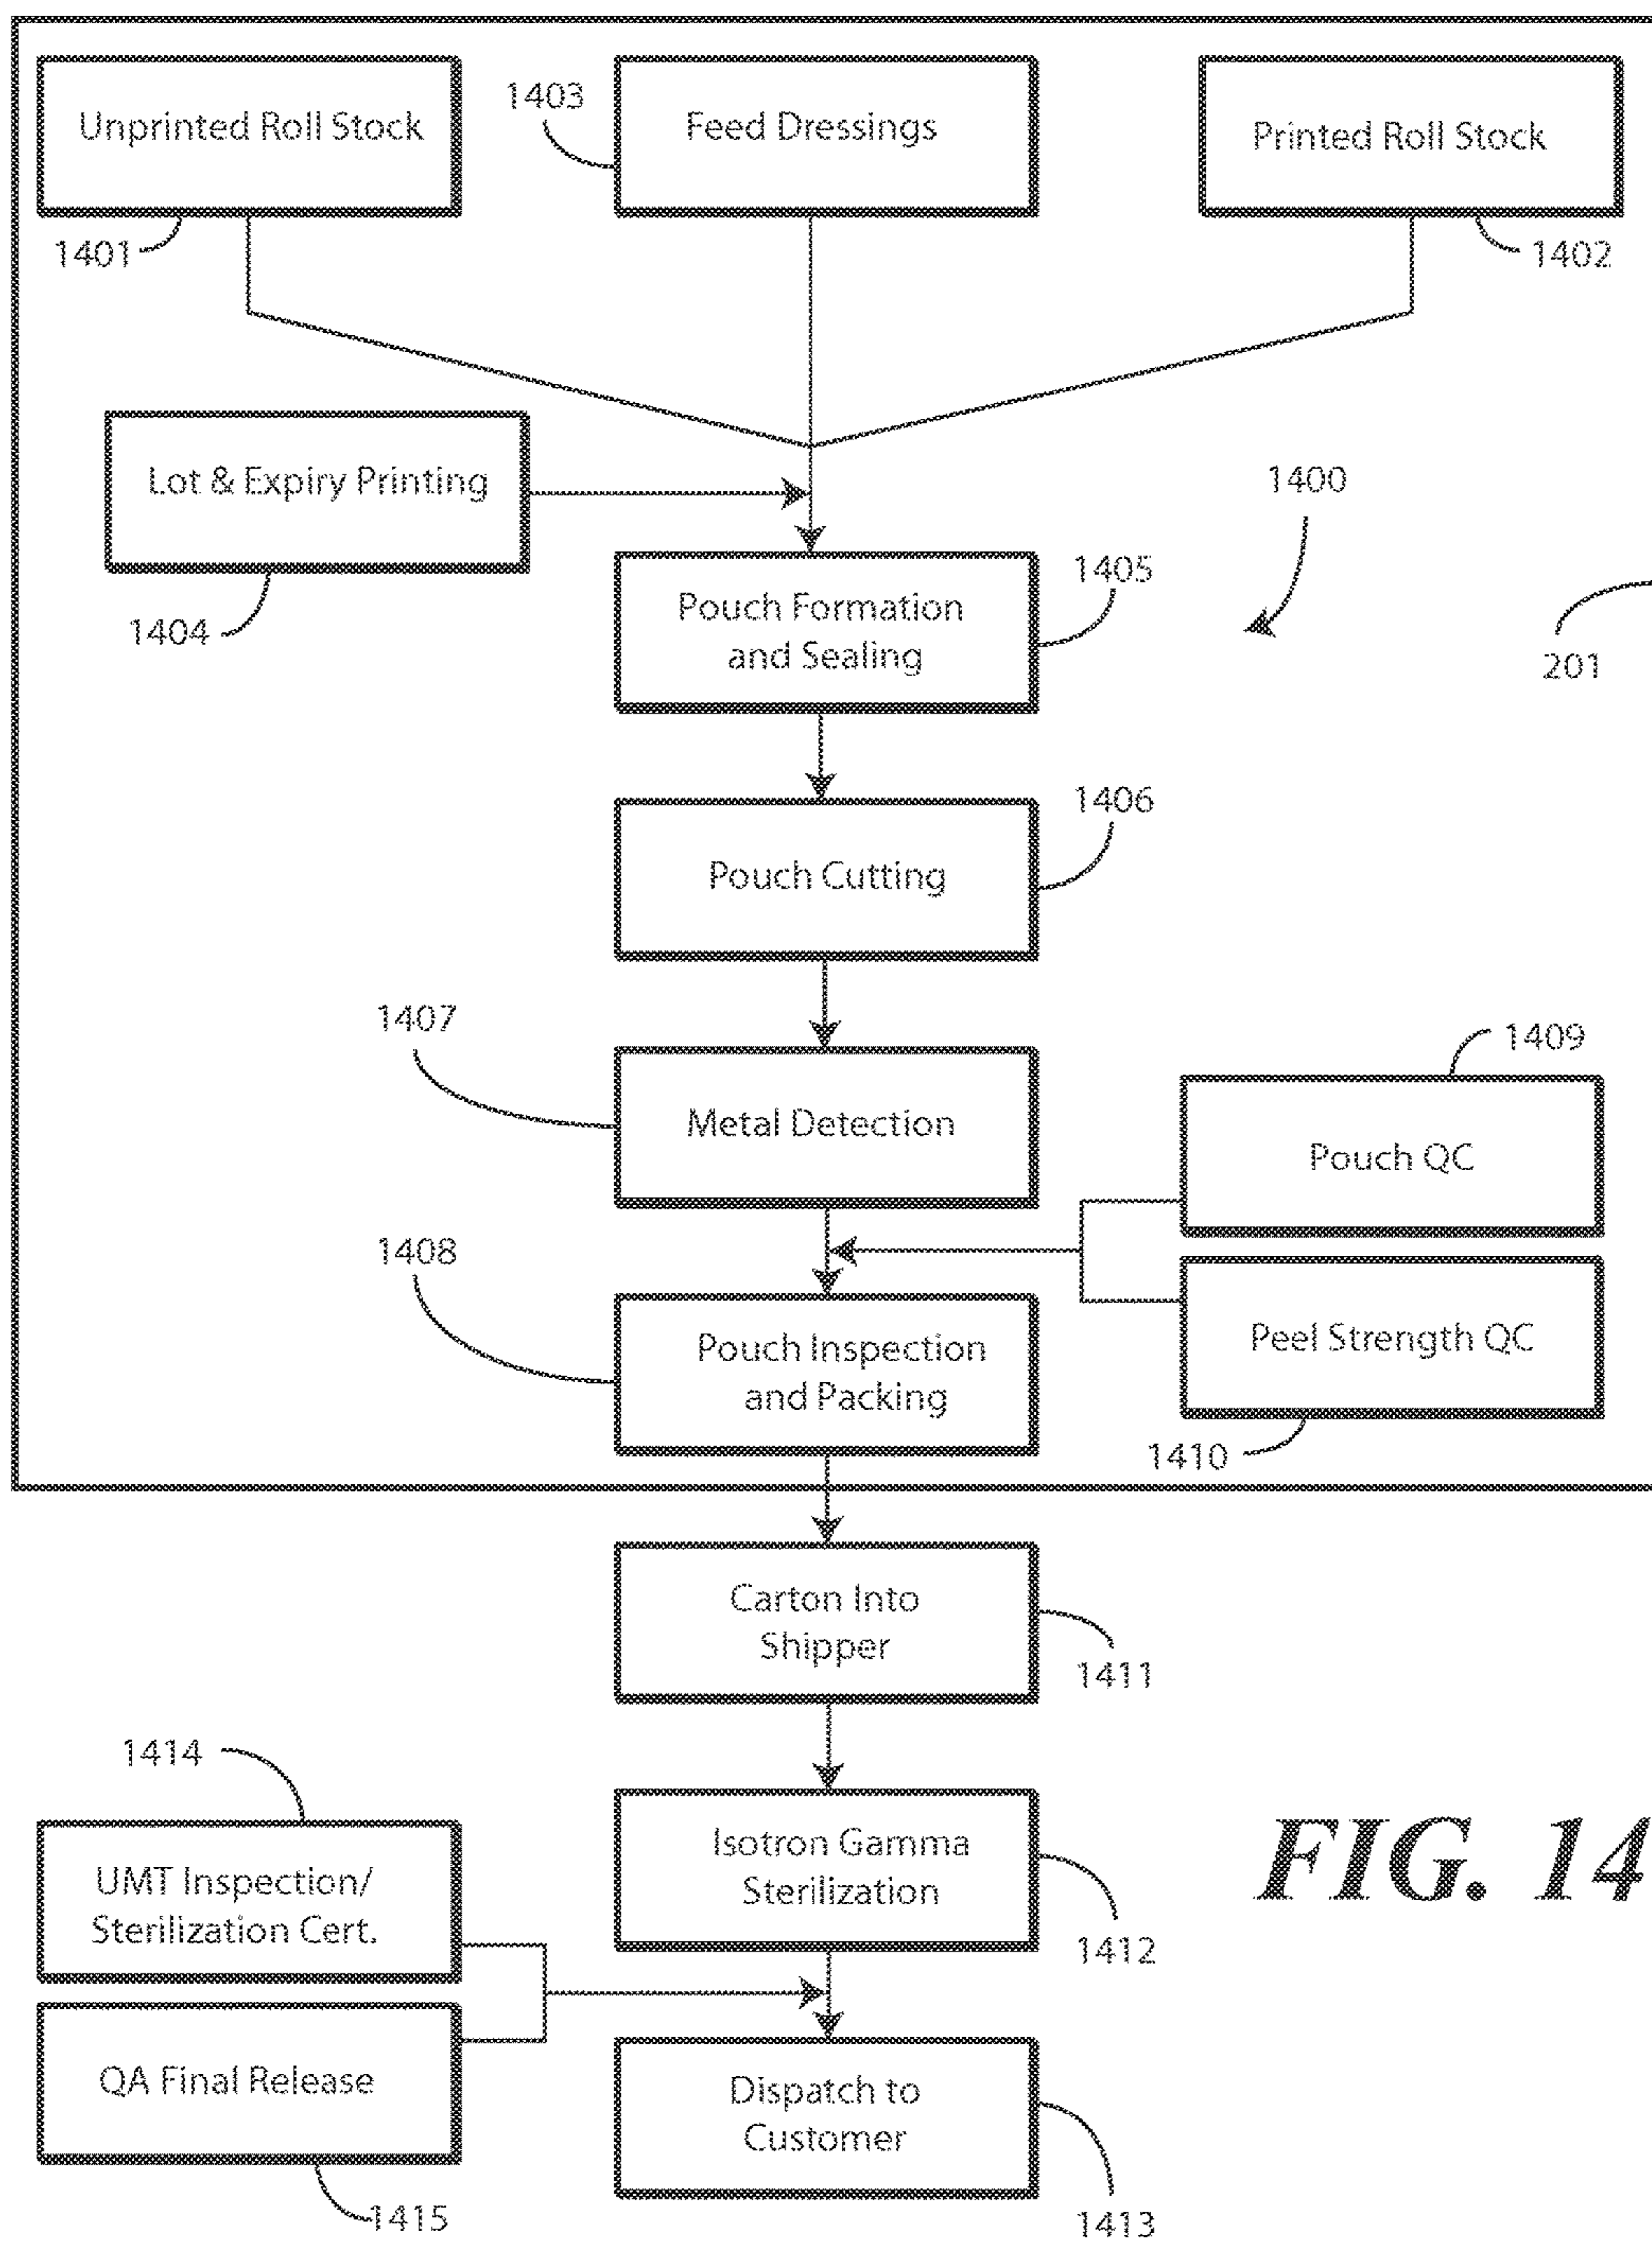 Unprinted Roll Stock
1403
Feed Dressings
Printed Roll Stock
1401
1402
Lot & Expiry Printing
1400
1404
1405
Pouch Formation
and Sealing
201
1406
Pouch Cutting
1407
Metal Detection
1409
Pouch QC
1408
Pouch Inspection
and Packing
Peel Strength QC
1410
Carton Into
Shipper
1411
1414
UMT Inspection/
Sterilization Cert.
Isotron Gamma
Sterilization
FIG. 14
1412
QA Final Release
Dispatch to
Customer
1415
1413